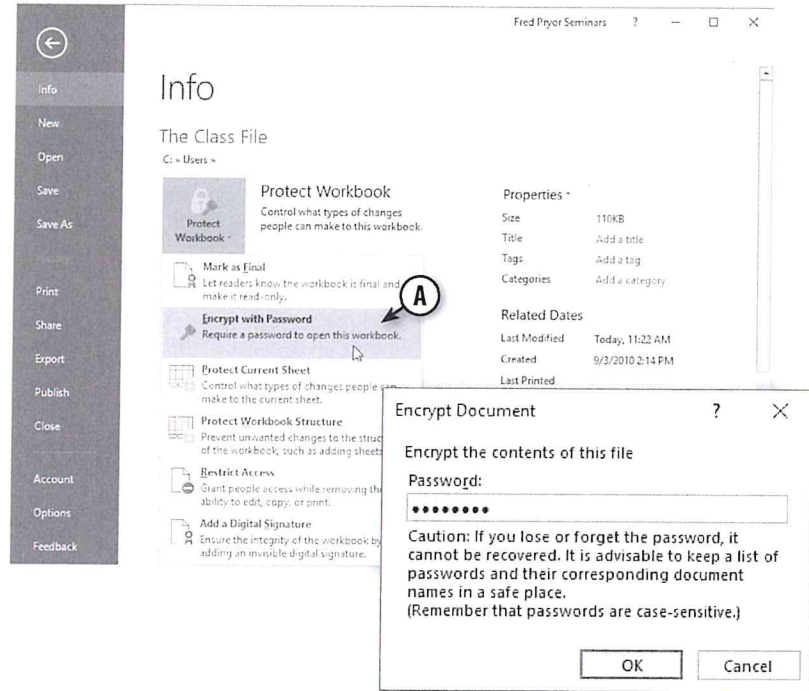 Fred Pryor Seminars ?
Info
New
Open
Save
Save As
Print
Share
Export
Publish
Close
Account
Options
Feedback
Info
The Class File
C: » Users »
Protect
Workbook
Protect Workbook
Control what types of changes
people can make to this workbook.
Mark as Final
Let readers know the workbook is final and
make it read-only.
Encrypt with Password
Require a password to open this workbook.
A
Protect Current Sheet
Control what types of changes people can
make to the current sheet.
Protect Workbook Structure
Prevent unwanted changes to the struc
of the workbook, such as adding sheets
Restrict Access
Grant people access while removing the
ability to edit, copy, or print.
Add a Digital Signature
Ensure the integrity of the workbook by
adding an invisible digital signature.
Properties
Size 110KB
Title Add a title
Tags Add a tag
Categories Add a category
Related Dates
Last Modified Today, 11:22 AM
Created 9/3/2010 2:14 PM
Last Printed
Encrypt Document ?
Encrypt the contents of this file
Password:
Caution: If you lose or forget the password, it
cannot be recovered. It is advisable to keep a list of
passwords and their corresponding document
names in a safe place.
(Remember that passwords are case-sensitive.)
OK Cancel